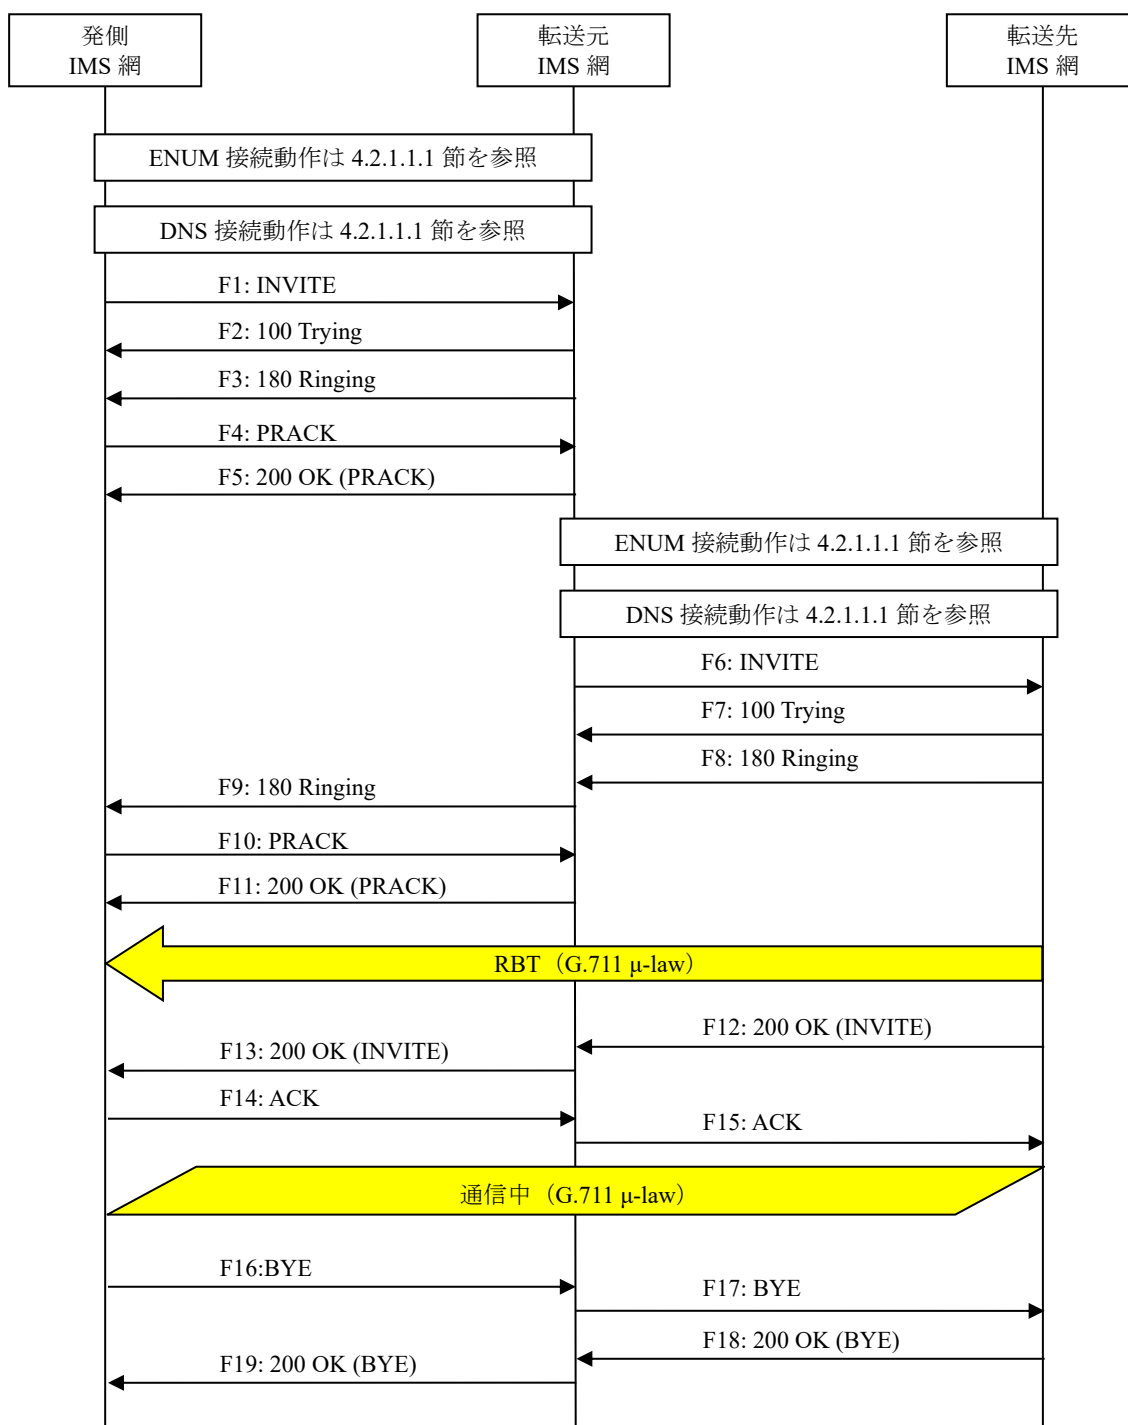 発側
IMS 網
転送元
IMS 網
転送先
IMS 網
ENUM 接続動作は 4.2.1.1.1 節を参照
DNS 接続動作は 4.2.1.1.1 節を参照
F1: INVITE
F2: 100 Trying
F3: 180 Ringing
F4: PRACK
F5: 200 OK (PRACK)
ENUM 接続動作は 4.2.1.1.1 節を参照
DNS 接続動作は 4.2.1.1.1 節を参照
F6: INVITE
F7: 100 Trying
F8: 180 Ringing
F9: 180 Ringing
F10: PRACK
F11: 200 OK (PRACK)
RBT（G.711 μ-law）
F12: 200 OK (INVITE)
F13: 200 OK (INVITE)
F14: ACK
F15: ACK
通信中（G.711 μ-law）
F16:BYE
F17: BYE
F18: 200 OK (BYE)
F19: 200 OK (BYE)